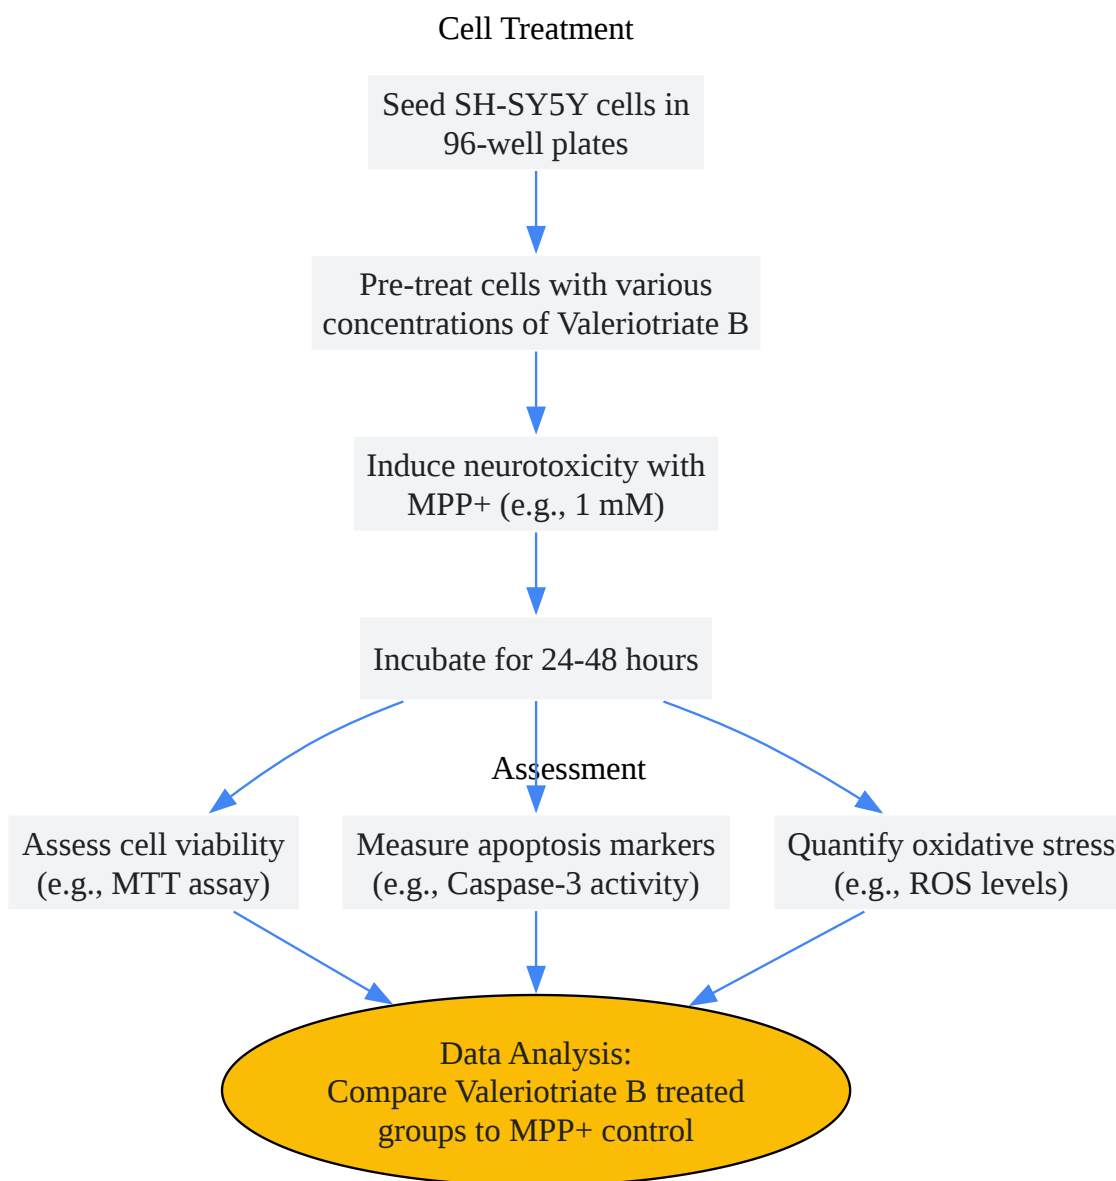 Cell Treatment
Seed SH-SY5Y cells in
96-well plates
Pre-treat cells with various
concentrations of Valeriotriate B
Induce neurotoxicity with
MPP+ (e.g., 1 mM)
Incubate for 24-48 hours
Assessment
Assess cell viability
(e.g., MTT assay)
Measure apoptosis markers
(e.g., Caspase-3 activity)
Quantify oxidative stress
(e.g., ROS levels)
Data Analysis:
Compare Valeriotriate B treated
groups to MPP+ control